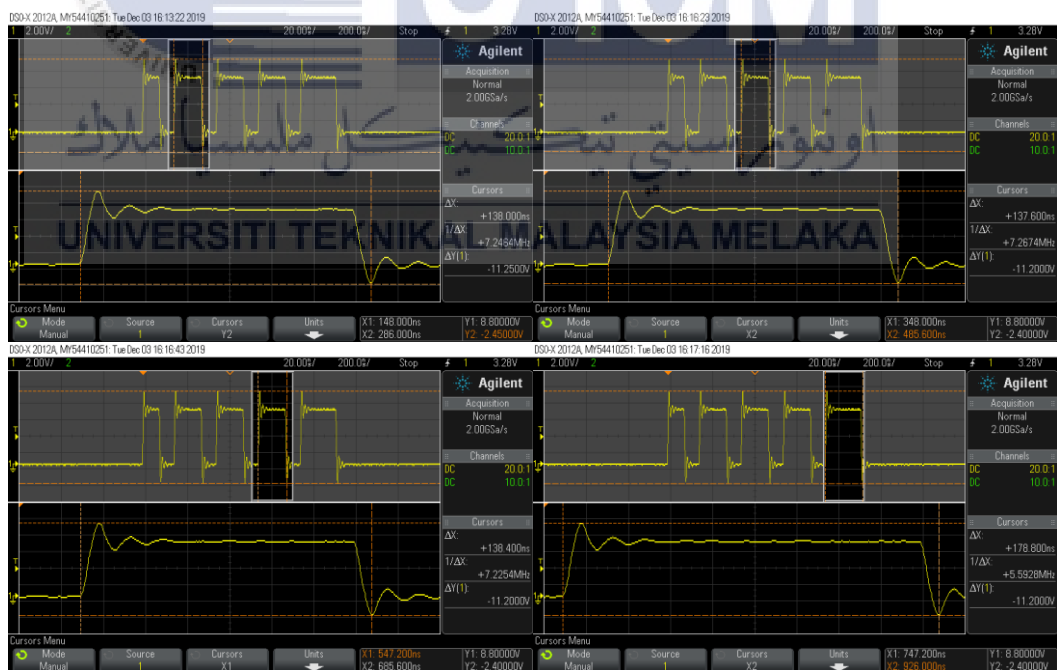 DSO-X 2012A, MY54410251: Tue Dec 03 16:13:22 2019
1 2.00V/ 2 20.00%/ 200.0%/ Stop 1 3.28V
Agilent
Acquisition
Normal
2.00GSa/s
Channels
DC 20.0:1
DC 10.0:1
Cursors
ΔX:
+138.000ns
1/ΔX:
+7.2464MHz
ΔY(1):
-11.2500V
Cursors Menu
Mode Source Cursors Units X1: 148.000ns Y1: 8.80000V
Manual 1 Y2 X2: 286.000ns Y2: -2.45000V
DSO-X 2012A, MY54410251: Tue Dec 03 16:16:23 2019
1 2.00V/ 2 20.00%/ 200.0%/ Stop 1 3.28V
Agilent
Acquisition
Normal
2.00GSa/s
Channels
DC 20.0:1
DC 10.0:1
Cursors
ΔX:
+137.600ns
1/ΔX:
+7.2674MHz
ΔY(1):
-11.2000V
Cursors Menu
Mode Source Cursors Units X1: 348.000ns Y1: 8.80000V
Manual 1 X2 X2: 485.600ns Y2: -2.40000V
اونيۏرسيتي تيکنيکل مليسيا ملاک
UNIVERSITI TEKNIKAL MALAYSIA MELAKA
DSO-X 2012A, MY54410251: Tue Dec 03 16:16:43 2019
1 2.00V/ 2 20.00%/ 200.0%/ Stop 1 3.28V
Agilent
Acquisition
Normal
2.00GSa/s
Channels
DC 20.0:1
DC 10.0:1
Cursors
ΔX:
+138.400ns
1/ΔX:
+7.2254MHz
ΔY(1):
-11.2000V
Cursors Menu
Mode Source Cursors Units X1: 547.200ns Y1: 8.80000V
Manual 1 X1 X2: 685.600ns Y2: -2.40000V
DSO-X 2012A, MY54410251: Tue Dec 03 16:17:16 2019
1 2.00V/ 2 20.00%/ 200.0%/ Stop 1 3.28V
Agilent
Acquisition
Normal
2.00GSa/s
Channels
DC 20.0:1
DC 10.0:1
Cursors
ΔX:
+178.800ns
1/ΔX:
+5.5928MHz
ΔY(1):
-11.2000V
Cursors Menu
Mode Source Cursors Units X1: 747.200ns Y1: 8.80000V
Manual 1 X2 X2: 926.000ns Y2: -2.40000V